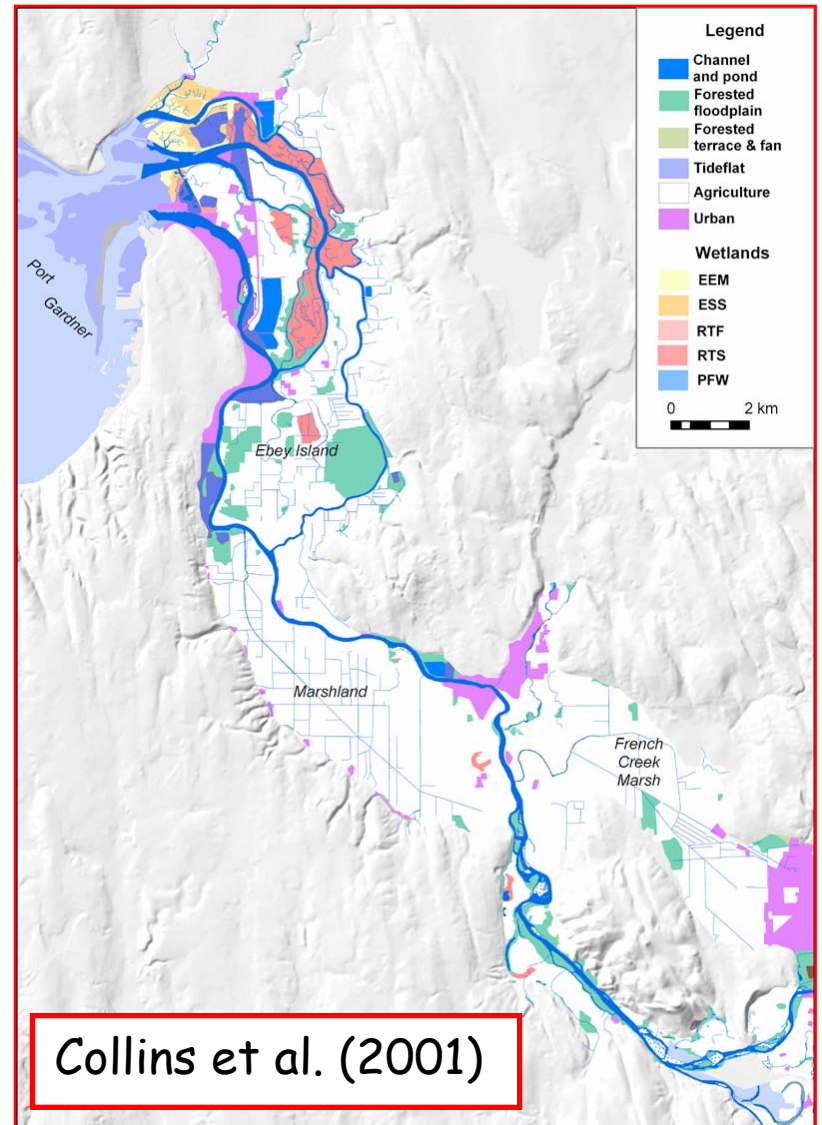 Legend
Channel
and pond
Forested
floodplain
Forested
terrace & fan
Tideflat
Agriculture
Urban
Wetlands
EEM
ESS
RTF
RTS
PFW
0 2 km
Port
Gardner
Ebey Island
Marshland
French
Creek
Marsh
Collins et al. (2001)